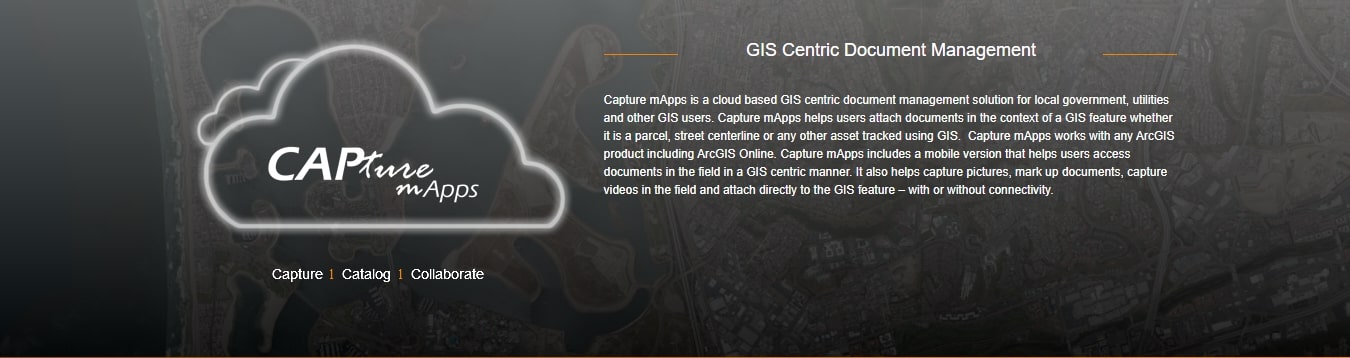 CAPture
mApps
Capture 1 Catalog 1 Collaborate
GIS Centric Document Management
Capture mApps is a cloud based GIS centric document management solution for local government, utilities
and other GIS users. Capture mApps helps users attach documents in the context of a GIS feature whether
it is a parcel, street centerline or any other asset tracked using GIS.  Capture mApps works with any ArcGIS
product including ArcGIS Online. Capture mApps includes a mobile version that helps users access
documents in the field in a GIS centric manner. It also helps capture pictures, mark up documents, capture
videos in the field and attach directly to the GIS feature – with or without connectivity.